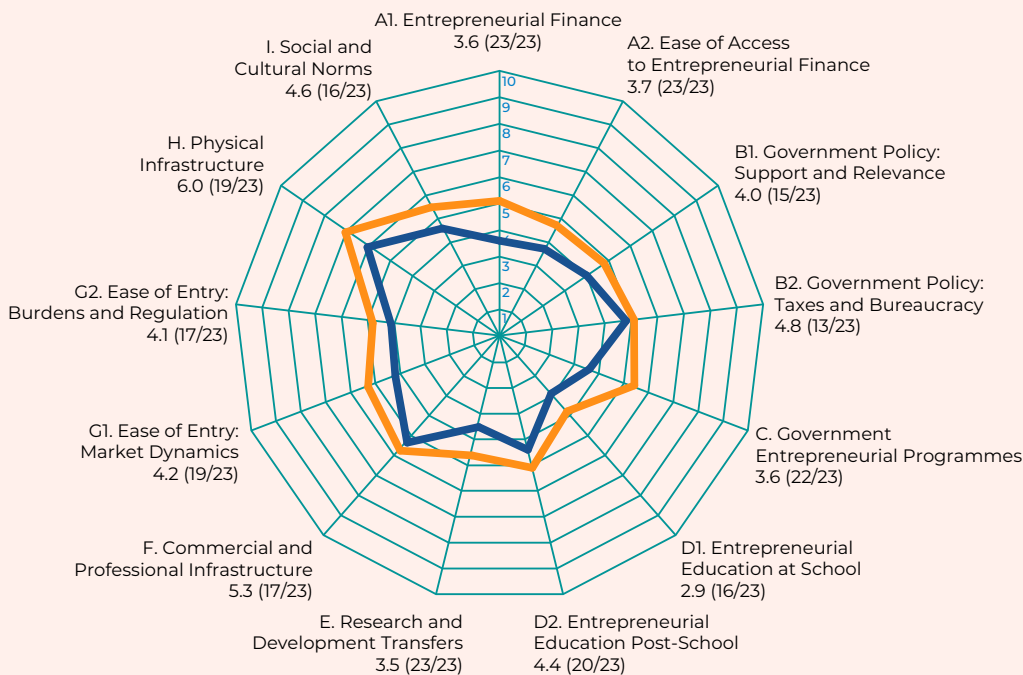 A1. Entrepreneurial Finance
3.6 (23/23)
A2. Ease of Access
to Entrepreneurial Finance
3.7 (23/23)
B1. Government Policy:
Support and Relevance
4.0 (15/23)
B2. Government Policy:
Taxes and Bureaucracy
4.8 (13/23)
C. Government
Entrepreneurial Programmes
3.6 (22/23)
D1. Entrepreneurial
Education at School
2.9 (16/23)
D2. Entrepreneurial
Education Post-School
4.4 (20/23)
E. Research and
Development Transfers
3.5 (23/23)
F. Commercial and
Professional Infrastructure
5.3 (17/23)
G1. Ease of Entry:
Market Dynamics
4.2 (19/23)
G2. Ease of Entry:
Burdens and Regulation
4.1 (17/23)
H. Physical
Infrastructure
6.0 (19/23)
I. Social and
Cultural Norms
4.6 (16/23)
10
9
8
7
6
5
4
3
2
1